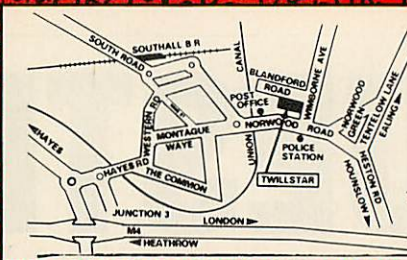 SOUTHALL B R
SOUTH ROAD
CANAL
BLANDFORD
ROAD
WIMBORNE AVE
NORWOOD
GREEN-
TENTELOW LANE
EALING
POST
OFFICE
WESTERN RD
NORWOOD ROAD
MONTAGUE
WAYE
UNION
POLICE
STATION
HESTON RD
HOUNSLOW
HAYES
HAYES RD
THE COMMON
TWILLSTAR
JUNCTION 3
LONDON
M4
HEATHROW